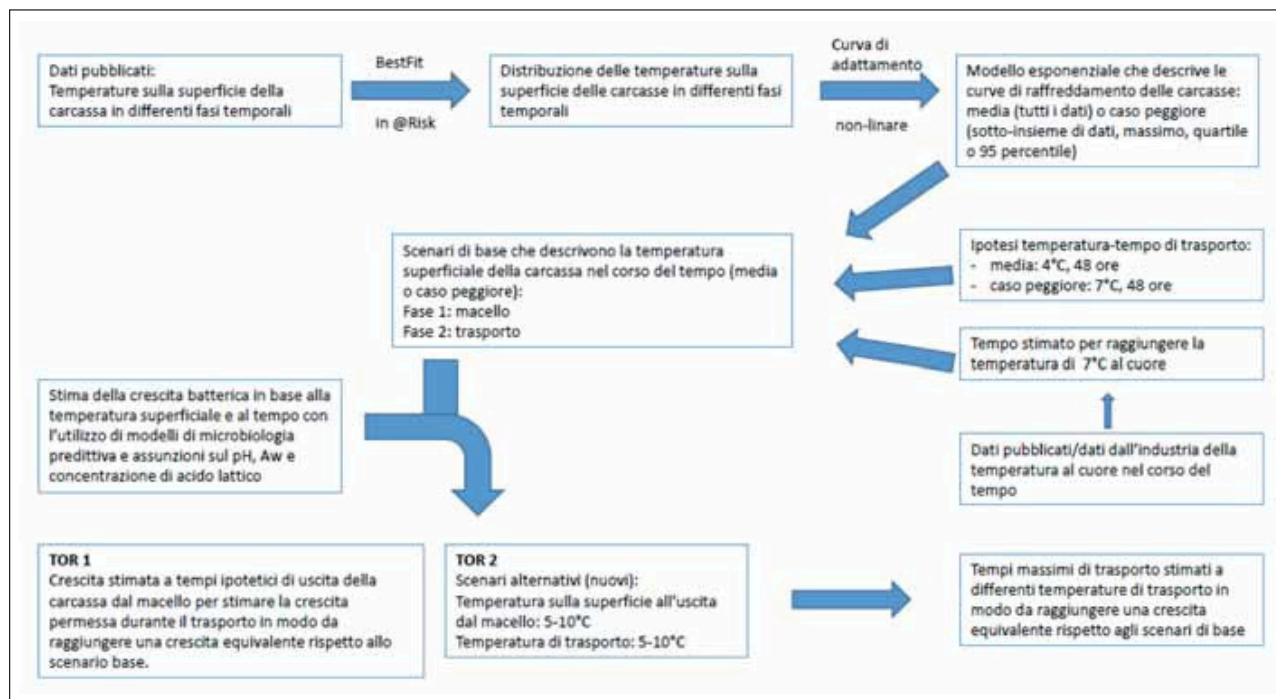 Dati pubblicati:
Temperature sulla superficie della
carcassa in differenti fasi temporali
BestFit
in @Risk
Distribuzione delle temperature sulla
superficie delle carcasse in differenti fasi
temporali
Curva di
adattamento
non-linare
Modello esponenziale che descrive le
curve di raffreddamento delle carcasse:
media (tutti i dati) o caso peggiore
(sotto-insieme di dati, massimo, quartile
o 95 percentile)
Scenari di base che descrivono la temperatura
superficiale della carcassa nel corso del tempo (media
o caso peggiore):
Fase 1: macello
Fase 2: trasporto
Ipotesi temperatura-tempo di trasporto:
- media: 4°C, 48 ore
- caso peggiore: 7°C, 48 ore
Tempo stimato per raggiungere la
temperatura di 7°C al cuore
Stima della crescita batterica in base alla
temperatura superficiale e al tempo con
l'utilizzo di modelli di microbiologia
predittiva e assunzioni sul pH, Aw e
concentrazione di acido lattico
Dati pubblicati/dati dall'industria della
temperatura al cuore nel corso del
tempo
TOR 1
Crescita stimata a tempi ipotetici di uscita della
carcassa dal macello per stimare la crescita
permessa durante il trasporto in modo da
raggiungere una crescita equivalente rispetto allo
scenario base.
TOR 2
Scenari alternativi (nuovi):
Temperatura sulla superficie all'uscita
dal macello: 5-10°C
Temperatura di trasporto: 5-10°C
Tempi massimi di trasporto stimati a
differenti temperature di trasporto in
modo da raggiungere una crescita
equivalente rispetto agli scenari di base